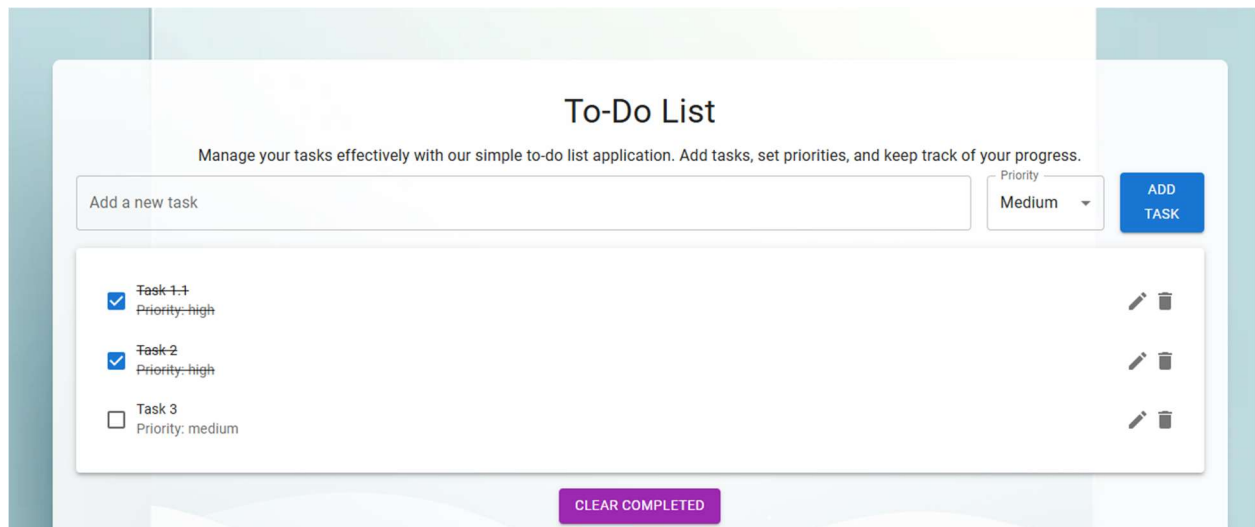 To-Do List
Manage your tasks effectively with our simple to-do list application. Add tasks, set priorities, and keep track of your progress.
Add a new task
Priority
Medium
ADD
TASK
Task 1.1
Priority: high
Task 2
Priority: high
Task 3
Priority: medium
CLEAR COMPLETED